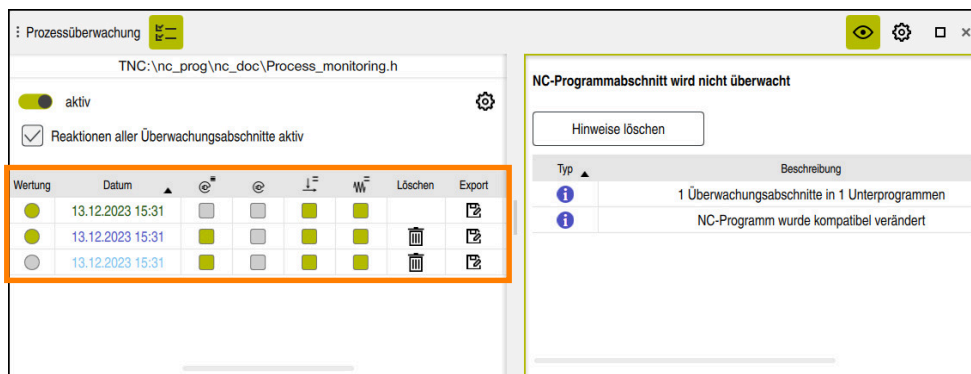 Prozessüberwachung
TNC:\nc_prog\nc_doc\Process_monitoring.h
aktiv
Reaktionen aller Überwachungsabschnitte aktiv
Wertung Datum Löschen Export
13.12.2023 15:31
13.12.2023 15:31
13.12.2023 15:31
NC-Programmabschnitt wird nicht überwacht
Hinweise löschen
Typ Beschreibung
1 Überwachungsabschnitte in 1 Unterprogrammen
NC-Programm wurde kompatibel verändert